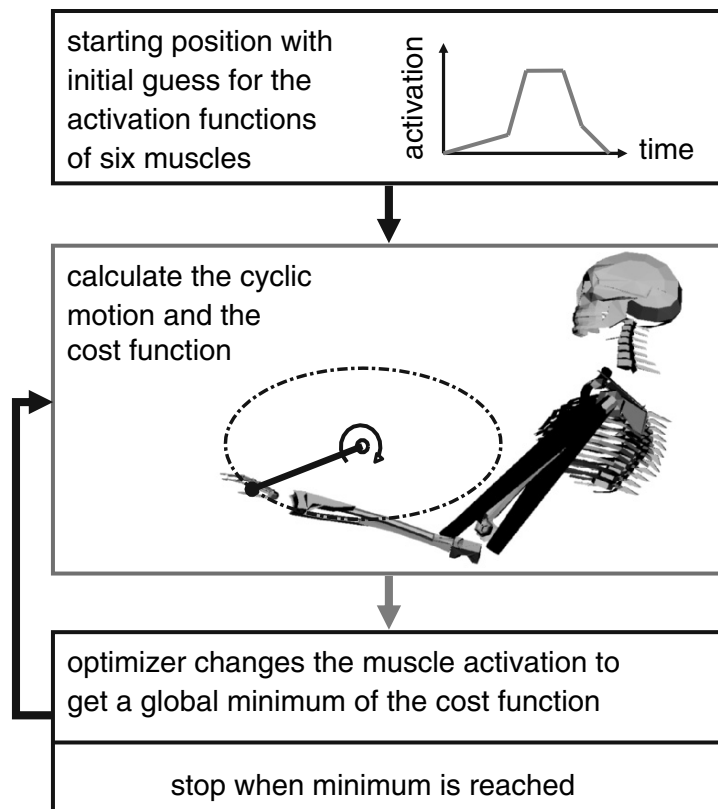 starting position with
initial guess for the
activation functions
of six muscles
activation
time
calculate the cyclic
motion and the
cost function
optimizer changes the muscle activation to
get a global minimum of the cost function
stop when minimum is reached